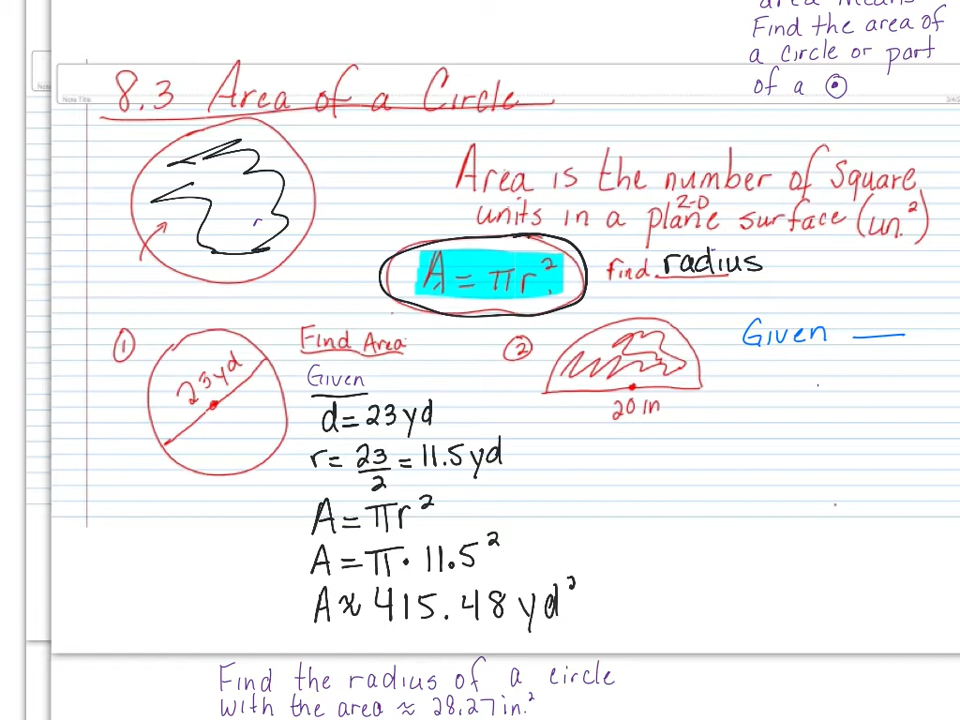 area means
Find the area of
a circle or part
of a ⊙
8.3 Area of a Circle
Note Title
Area is the number of square
units in a plane surface (un.²)
2-D
A = πr²
find radius
①
23yd
Find Area:
Given
d = 23yd
r = 23/2 = 11.5yd
A = πr²
A = π · 11.5²
A ≈ 415.48 yd²
②
20 in
Given
Find the radius of a circle
with the area ≈ 28.27in.²